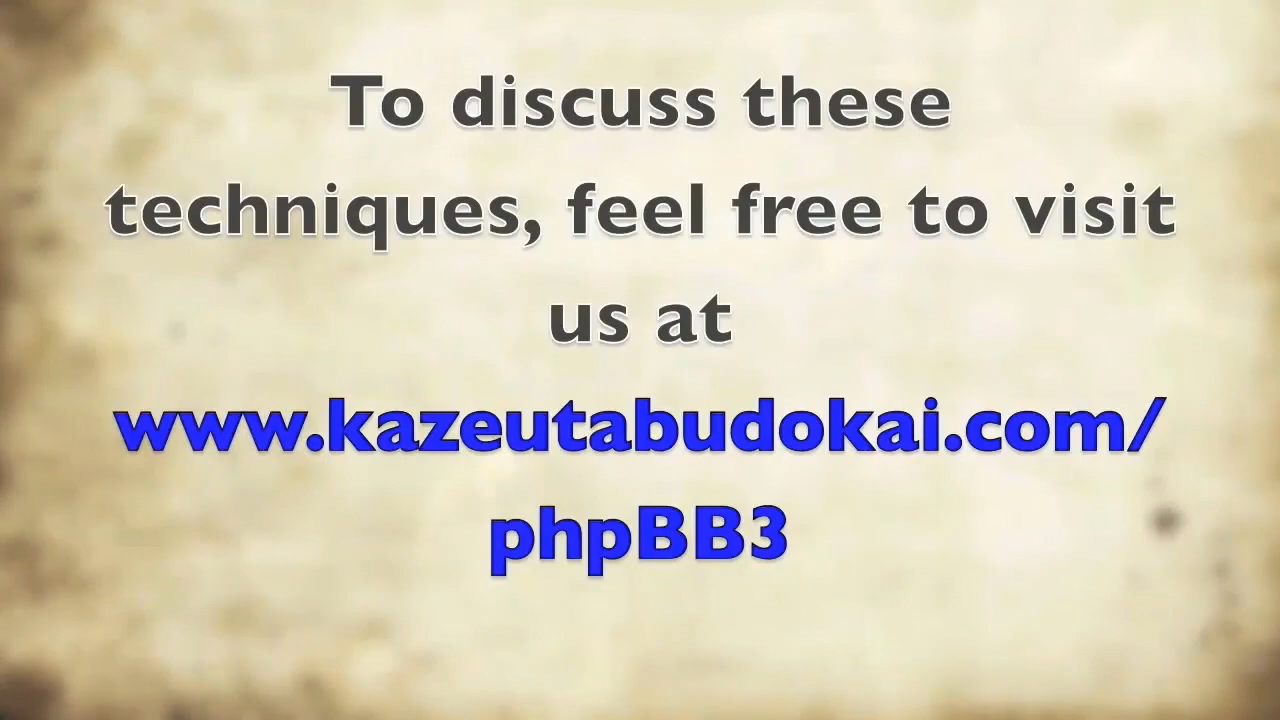 To discuss these
techniques, feel free to visit
us at
www.kazeutabudokai.com/
phpBB3